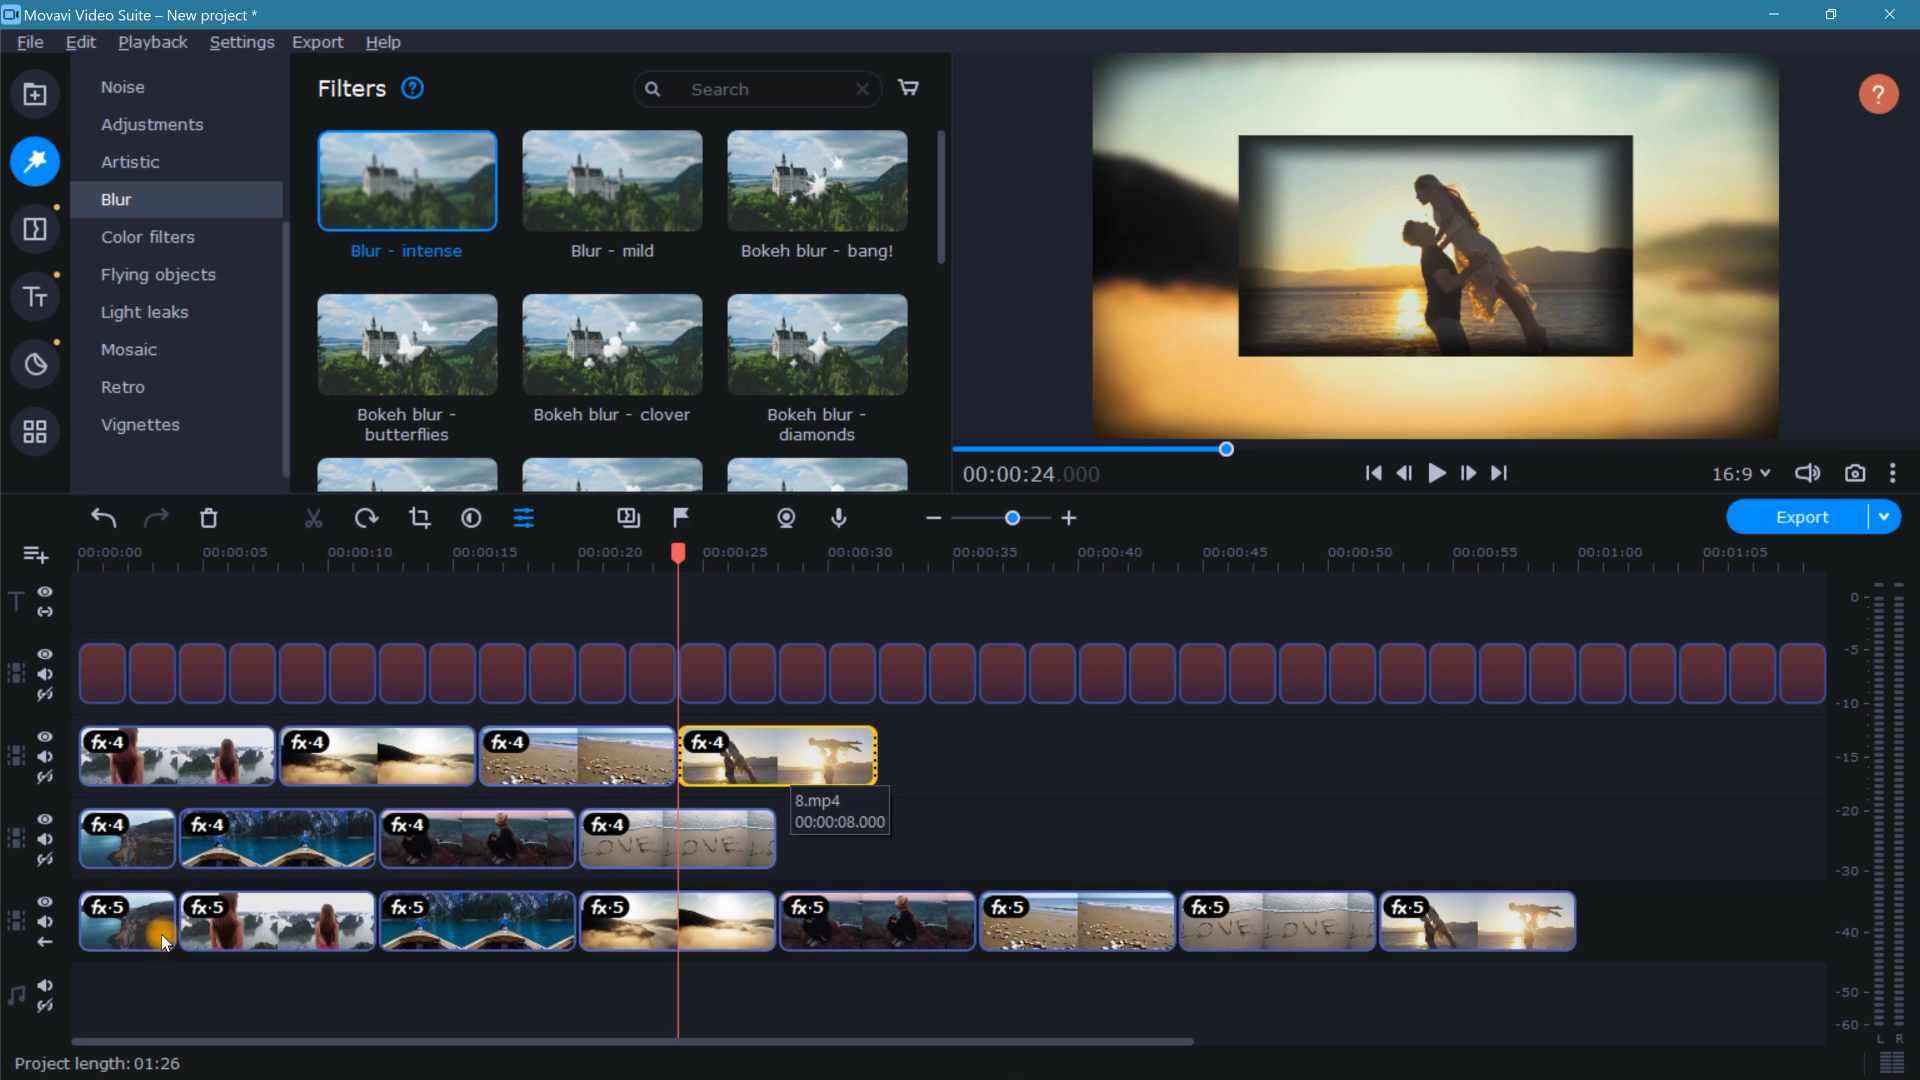 Movavi Video Suite – New project *
File Edit Playback Settings Export Help
Noise
Adjustments
Artistic
Blur
Color filters
Flying objects
Light leaks
Mosaic
Retro
Vignettes
Filters ?
Search
Blur - intense
Blur - mild
Bokeh blur - bang!
Bokeh blur -
butterflies
Bokeh blur - clover
Bokeh blur -
diamonds
?
00:00:24.000
16:9
Export
00:00:00 00:00:05 00:00:10 00:00:15 00:00:20 00:00:25 00:00:30 00:00:35 00:00:40 00:00:45 00:00:50 00:00:55 00:01:00 00:01:05
fx·4 fx·4 fx·4 fx·4
8.mp4
00:00:08.000
fx·4 fx·4 fx·4 fx·4
LOVE LOVE
fx·5 fx·5 fx·5 fx·5 fx·5 fx·5 fx·5 fx·5
LOVE LOVE
0
-5
-10
-15
-20
-30
-40
-50
-60
L R
Project length: 01:26